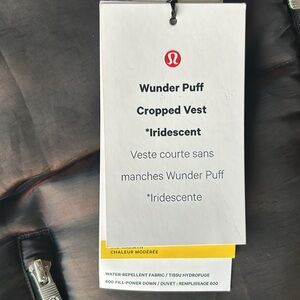 Wunder Puff
Cropped Vest
*Iridescent
Veste courte sans
manches Wunder Puff
*Iridescente
CHALEUR MODÉRÉE
WATER-REPELLENT FABRIC / TISSU HYDROFUGE
600 FILL-POWER DOWN / DUVET : REMPLISSAGE 600